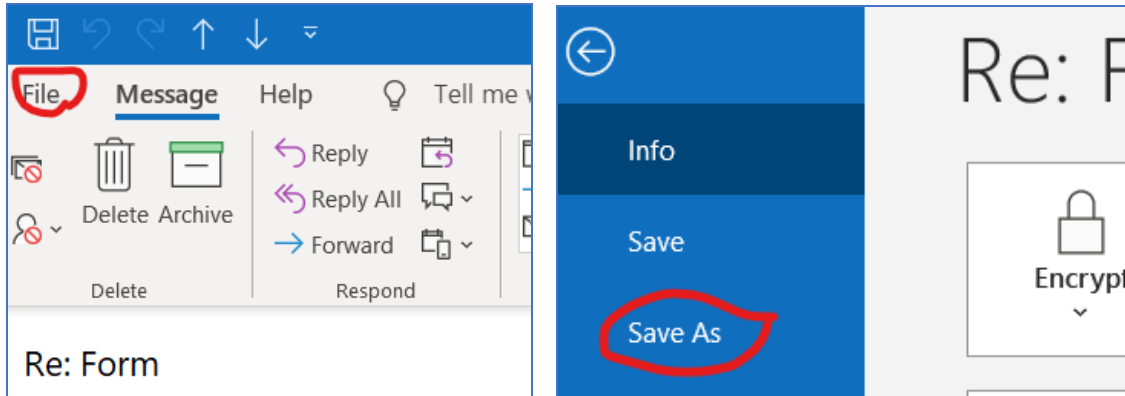 File Message Help Tell me
Reply
Reply All
Delete Archive
Forward
Delete Respond
Re: Form
Re:
Info
Save
Encrypt
Save As